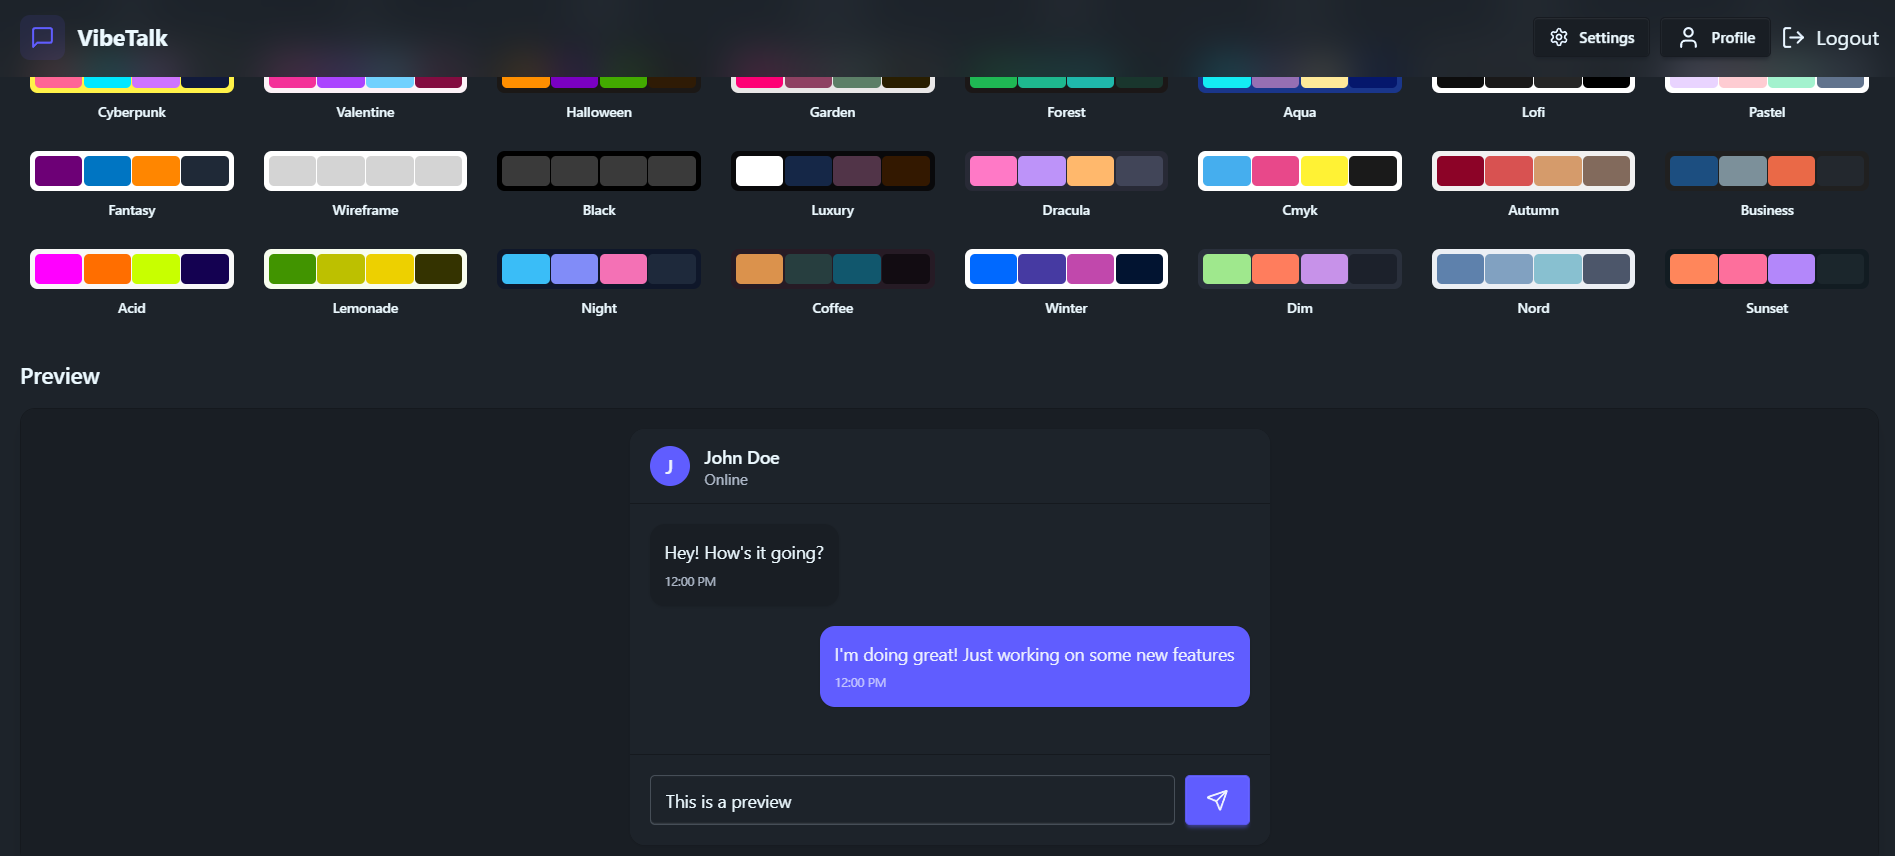 VibeTalk
Settings
Profile
Logout
Cyberpunk
Valentine
Halloween
Garden
Forest
Aqua
Lofi
Pastel
Fantasy
Wireframe
Black
Luxury
Dracula
Cmyk
Autumn
Business
Acid
Lemonade
Night
Coffee
Winter
Dim
Nord
Sunset
Preview
J
John Doe
Online
Hey! How's it going?
12:00 PM
I'm doing great! Just working on some new features
12:00 PM
This is a preview